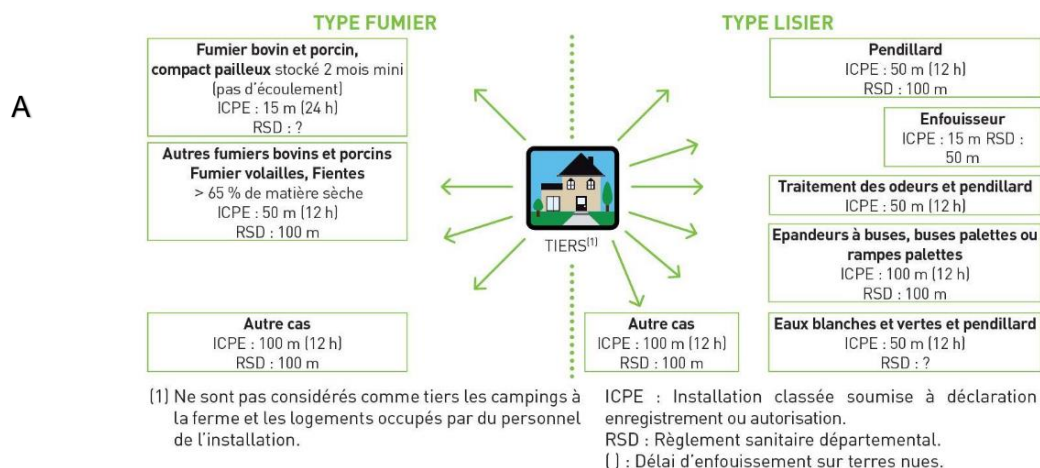 TYPE FUMIER
TYPE LISIER
A
Fumier bovin et porcin,
compact pailleux stocké 2 mois mini
(pas d'écoulement)
ICPE : 15 m (24 h)
RSD : ?
Autres fumiers bovins et porcins
Fumier volailles, Fientes
> 65 % de matière sèche
ICPE : 50 m (12 h)
RSD : 100 m
Autre cas
ICPE : 100 m (12 h)
RSD : 100 m
TIERS(1)
Pendillard
ICPE : 50 m (12 h)
RSD : 100 m
Enfouisseur
ICPE : 15 m RSD :
50 m
Traitement des odeurs et pendillard
ICPE : 50 m (12 h)
Epandeurs à buses, buses palettes ou
rampes palettes
ICPE : 100 m (12 h)
RSD : 100 m
Autre cas
ICPE : 100 m (12 h)
RSD : 100 m
Eaux blanches et vertes et pendillard
ICPE : 50 m (12 h)
RSD : ?
(1) Ne sont pas considérés comme tiers les campings à
la ferme et les logements occupés par du personnel
de l'installation.
ICPE : Installation classée soumise à déclaration
enregistrement ou autorisation.
RSD : Règlement sanitaire départemental.
( ) : Délai d'enfouissement sur terres nues.